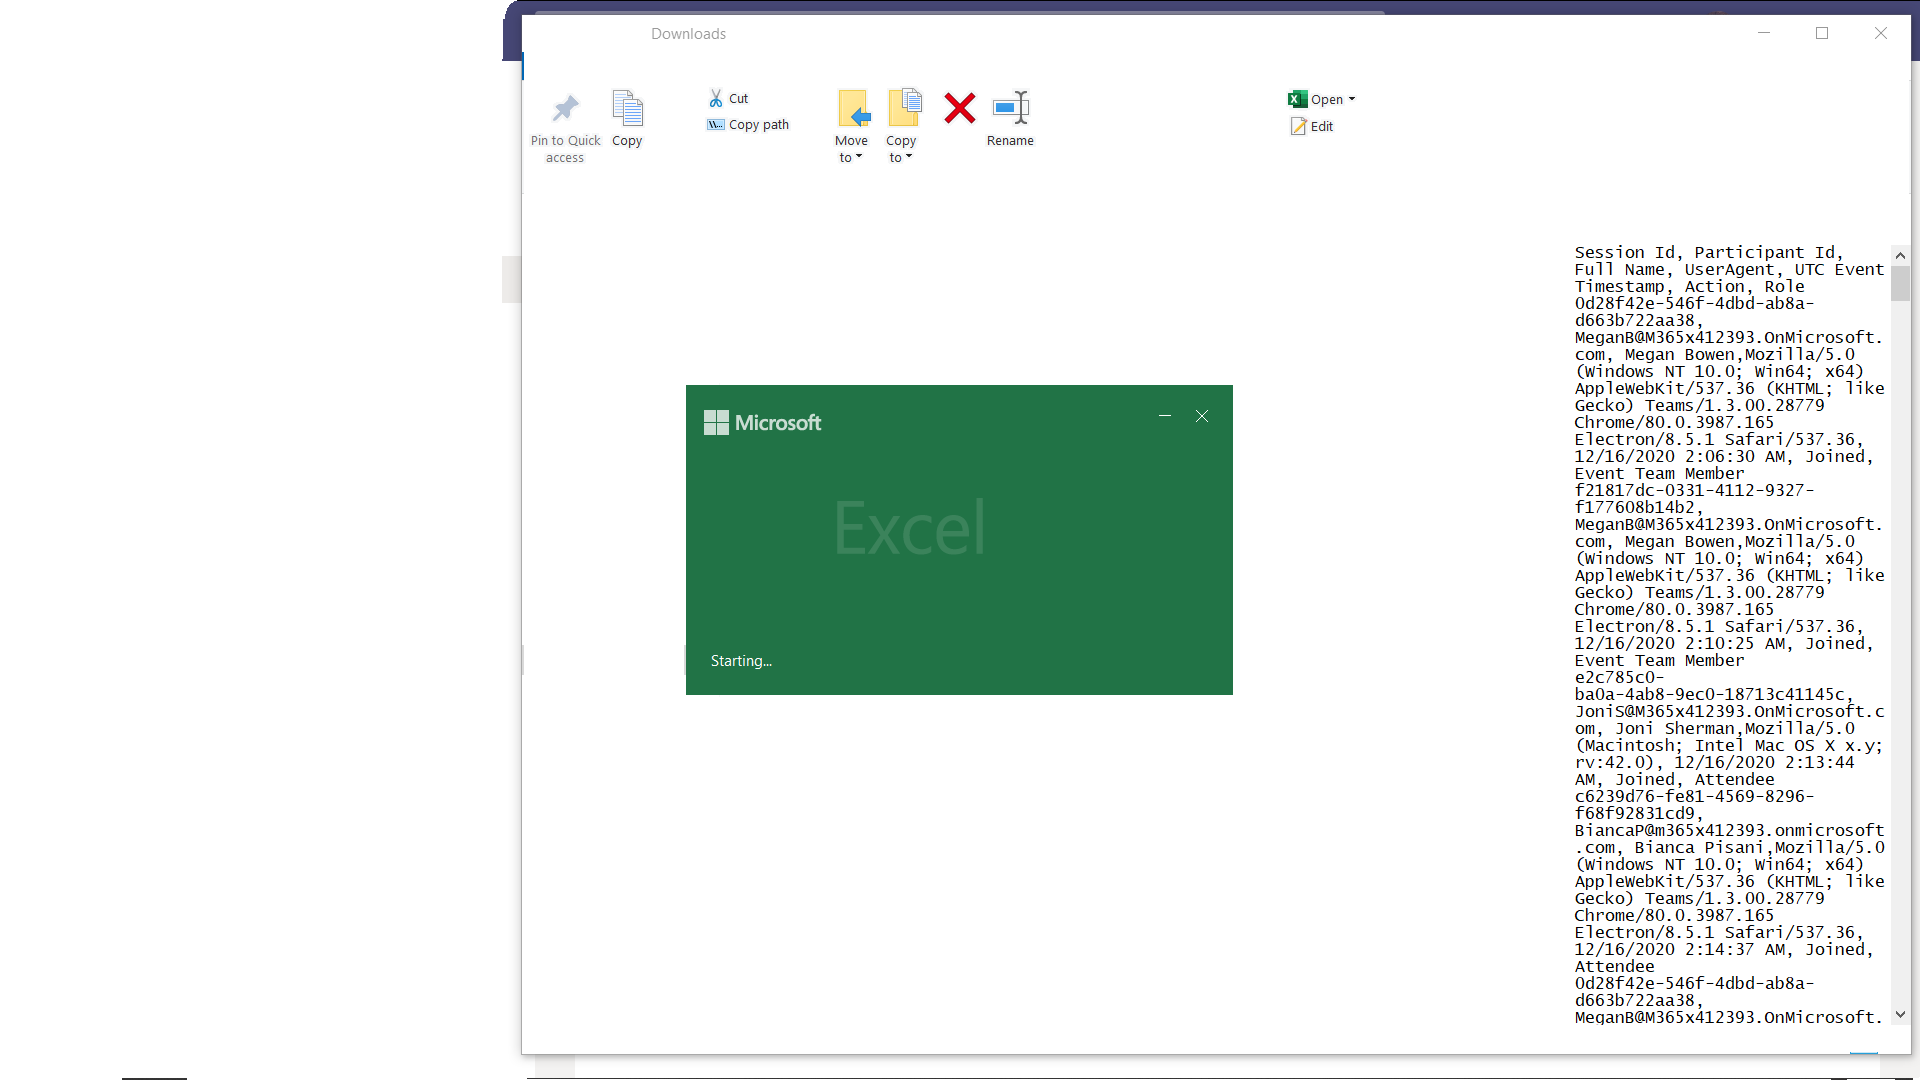 Downloads
Pin to Quick
access
Copy
Cut
Copy path
Move
to
Copy
to
Rename
Open
Edit
Microsoft
Excel
Starting...
Session Id, Participant Id,
Full Name, UserAgent, UTC Event
Timestamp, Action, Role
0d28f42e-546f-4dbd-ab8a-
d663b722aa38,
MeganB@M365x412393.OnMicrosoft.
com, Megan Bowen,Mozilla/5.0
(Windows NT 10.0; Win64; x64)
AppleWebKit/537.36 (KHTML; like
Gecko) Teams/1.3.00.28779
Chrome/80.0.3987.165
Electron/8.5.1 Safari/537.36,
12/16/2020 2:06:30 AM, Joined,
Event Team Member
f21817dc-0331-4112-9327-
f177608b14b2,
MeganB@M365x412393.OnMicrosoft.
com, Megan Bowen,Mozilla/5.0
(Windows NT 10.0; Win64; x64)
AppleWebKit/537.36 (KHTML; like
Gecko) Teams/1.3.00.28779
Chrome/80.0.3987.165
Electron/8.5.1 Safari/537.36,
12/16/2020 2:10:25 AM, Joined,
Event Team Member
e2c785c0-
ba0a-4ab8-9ec0-18713c41145c,
JoniS@M365x412393.OnMicrosoft.c
om, Joni Sherman,Mozilla/5.0
(Macintosh; Intel Mac OS X x.y;
rv:42.0), 12/16/2020 2:13:44
AM, Joined, Attendee
c6239d76-fe81-4569-8296-
f68f92831cd9,
BiancaP@m365x412393.onmicrosoft
.com, Bianca Pisani,Mozilla/5.0
(Windows NT 10.0; Win64; x64)
AppleWebKit/537.36 (KHTML; like
Gecko) Teams/1.3.00.28779
Chrome/80.0.3987.165
Electron/8.5.1 Safari/537.36,
12/16/2020 2:14:37 AM, Joined,
Attendee
0d28f42e-546f-4dbd-ab8a-
d663b722aa38,
MeganB@M365x412393.OnMicrosoft.